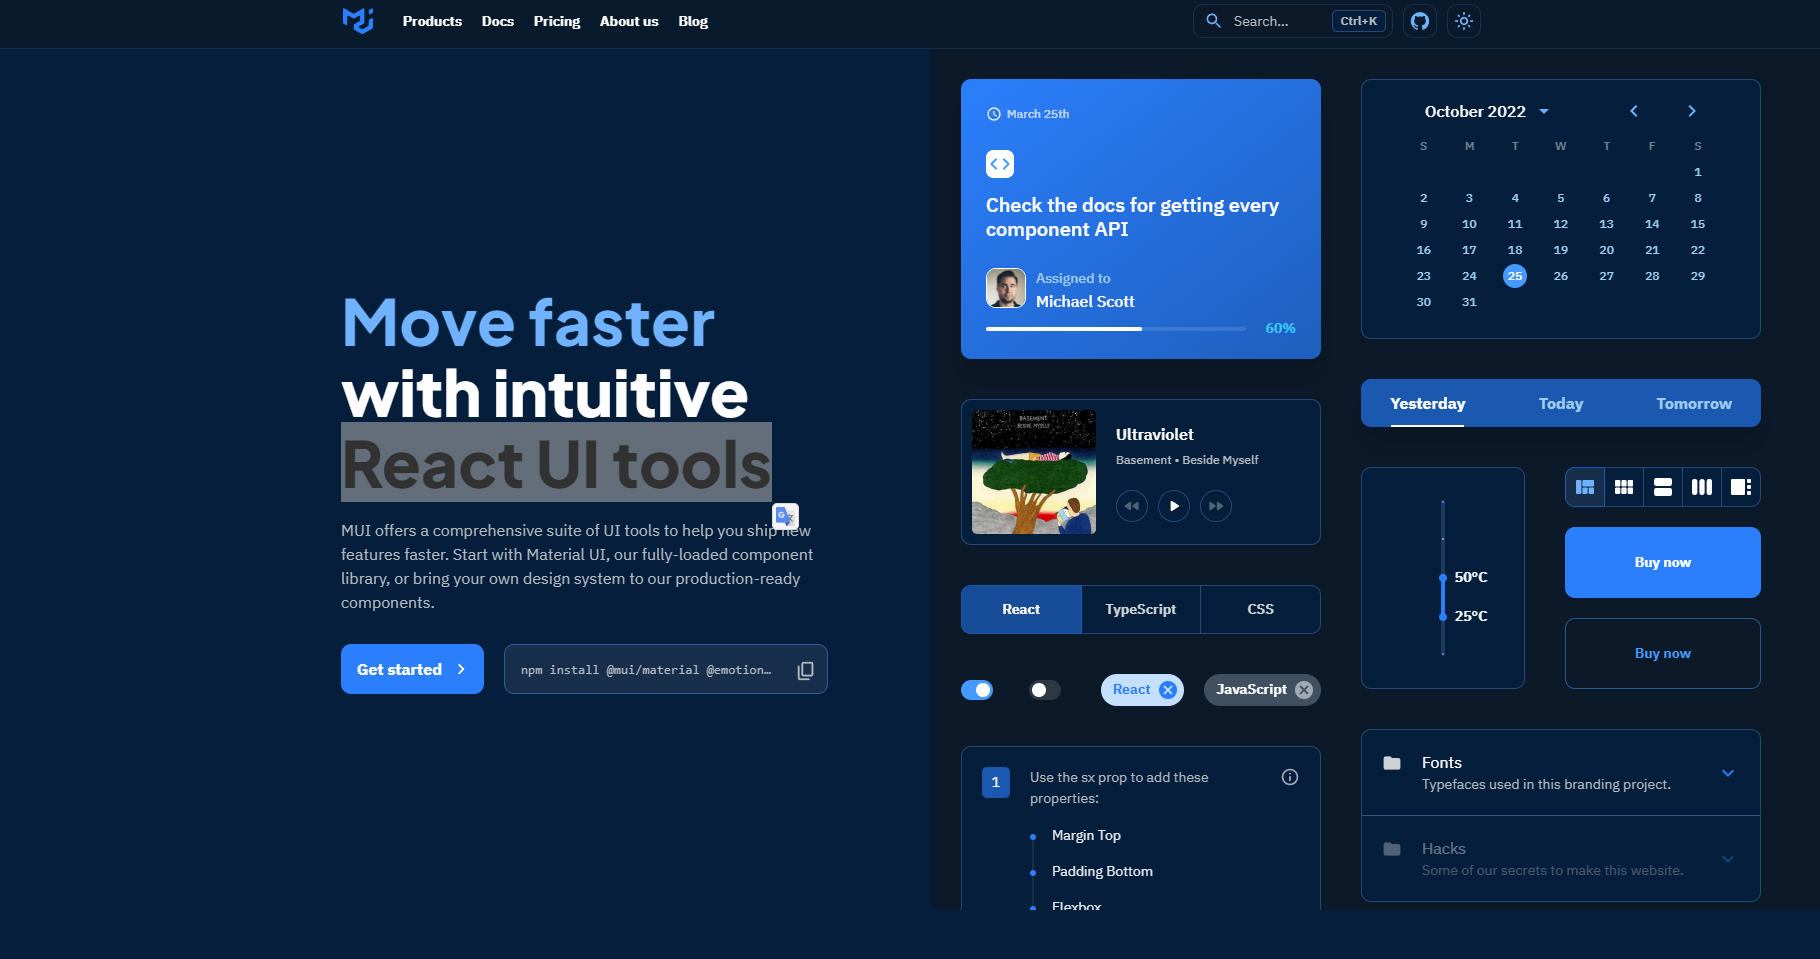 Products Docs Pricing About us Blog
Search... Ctrl+K
Move faster
with intuitive
React UI tools
MUI offers a comprehensive suite of UI tools to help you ship new
features faster. Start with Material UI, our fully-loaded component
library, or bring your own design system to our production-ready
components.
Get started
npm install @mui/material @emotion...
March 25th
Check the docs for getting every
component API
Assigned to
Michael Scott
60%
BASEMENT
BESIDE MYSELF
Ultraviolet
Basement • Beside Myself
React TypeScript CSS
React JavaScript
1
Use the sx prop to add these
properties:
Margin Top
Padding Bottom
Flexbox
October 2022
S M T W T F S
1
2 3 4 5 6 7 8
9 10 11 12 13 14 15
16 17 18 19 20 21 22
23 24 25 26 27 28 29
30 31
Yesterday Today Tomorrow
50°C
25°C
Buy now
Buy now
Fonts
Typefaces used in this branding project.
Hacks
Some of our secrets to make this website.